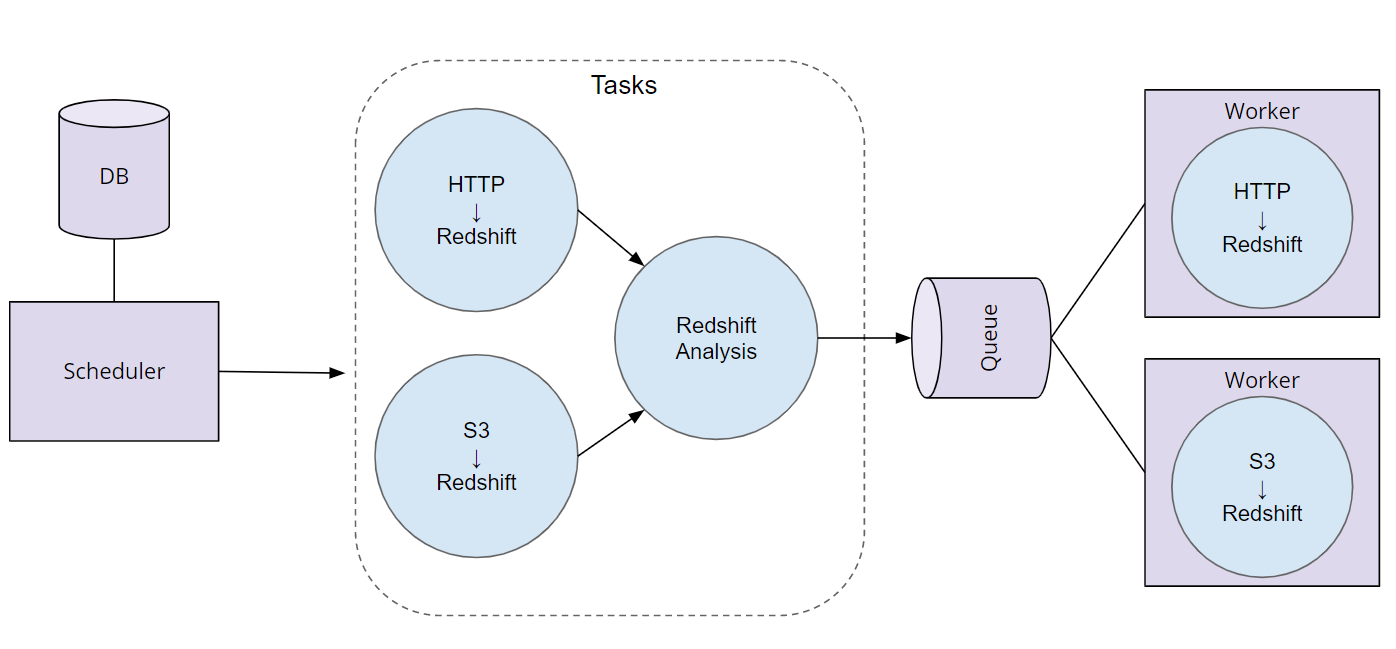 Tasks
DB
Scheduler
HTTP
↓
Redshift
S3
↓
Redshift
Redshift
Analysis
Queue
Worker
HTTP
↓
Redshift
Worker
S3
↓
Redshift